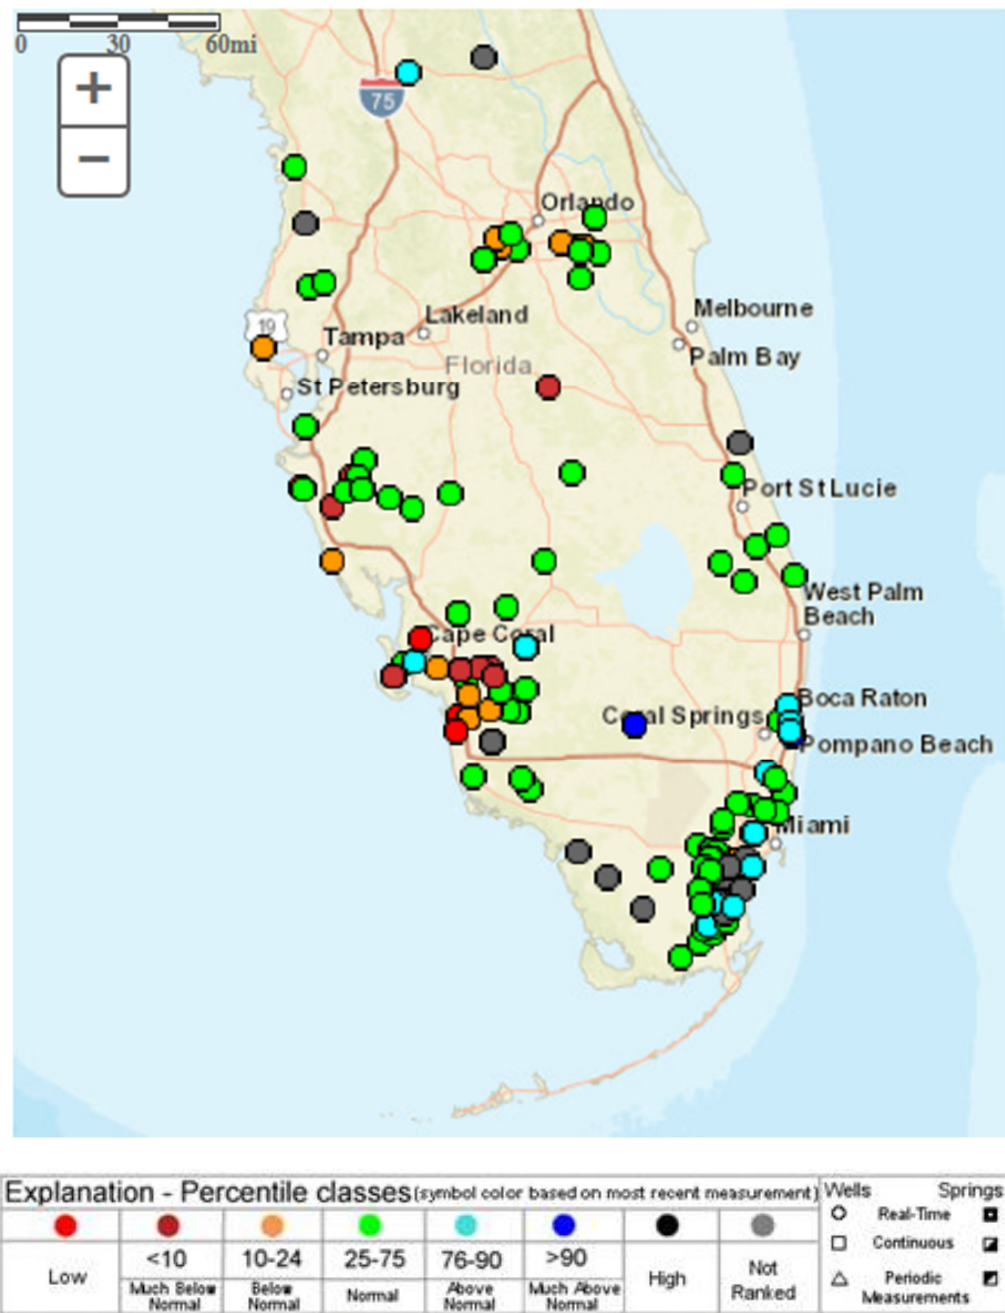 0 30 60mi
+
75
−
Orlando
19
Lakeland
Melbourne
Tampa
Florida
Palm Bay
St Petersburg
Port St Lucie
West Palm
Beach
Cape Coral
Boca Raton
Coral Springs
Pompano Beach
Miami
Explanation - Percentile classes (symbol color based on most recent measurement)
Wells Springs
Real-Time
Continuous
Periodic
Measurements
Low
<10
Much Below
Normal
10-24
Below
Normal
25-75
Normal
76-90
Above
Normal
>90
Much Above
Normal
High
Not
Ranked